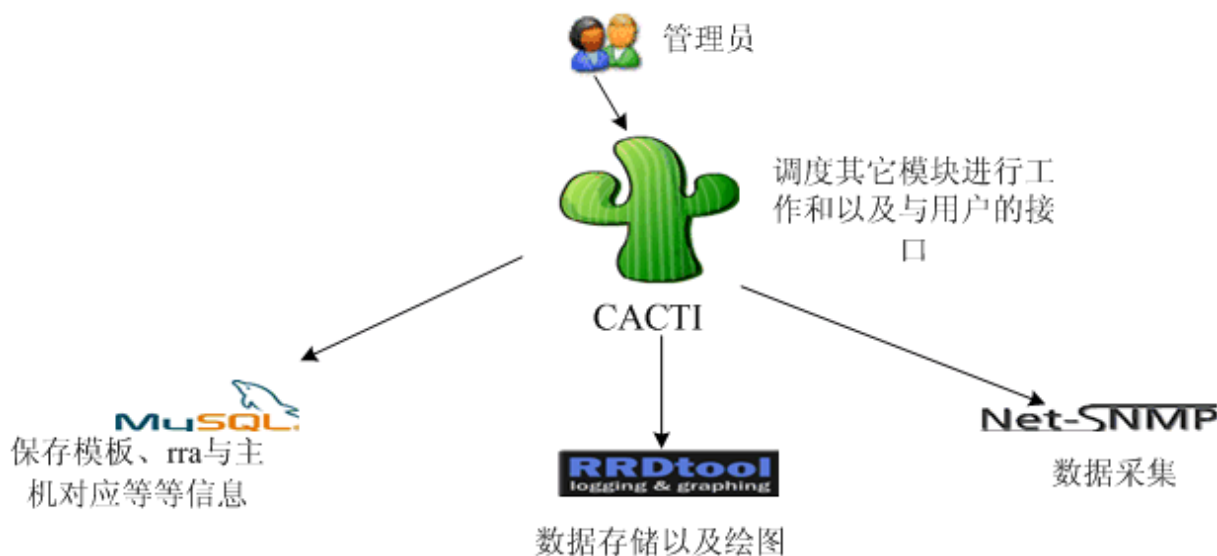 管理员
调度其它模块进行工
作和以及与用户的接
口
CACTI
MySQL
保存模板、rra与主
机对应等等信息
RRDtool
logging & graphing
数据存储以及绘图
Net-SNMP
数据采集